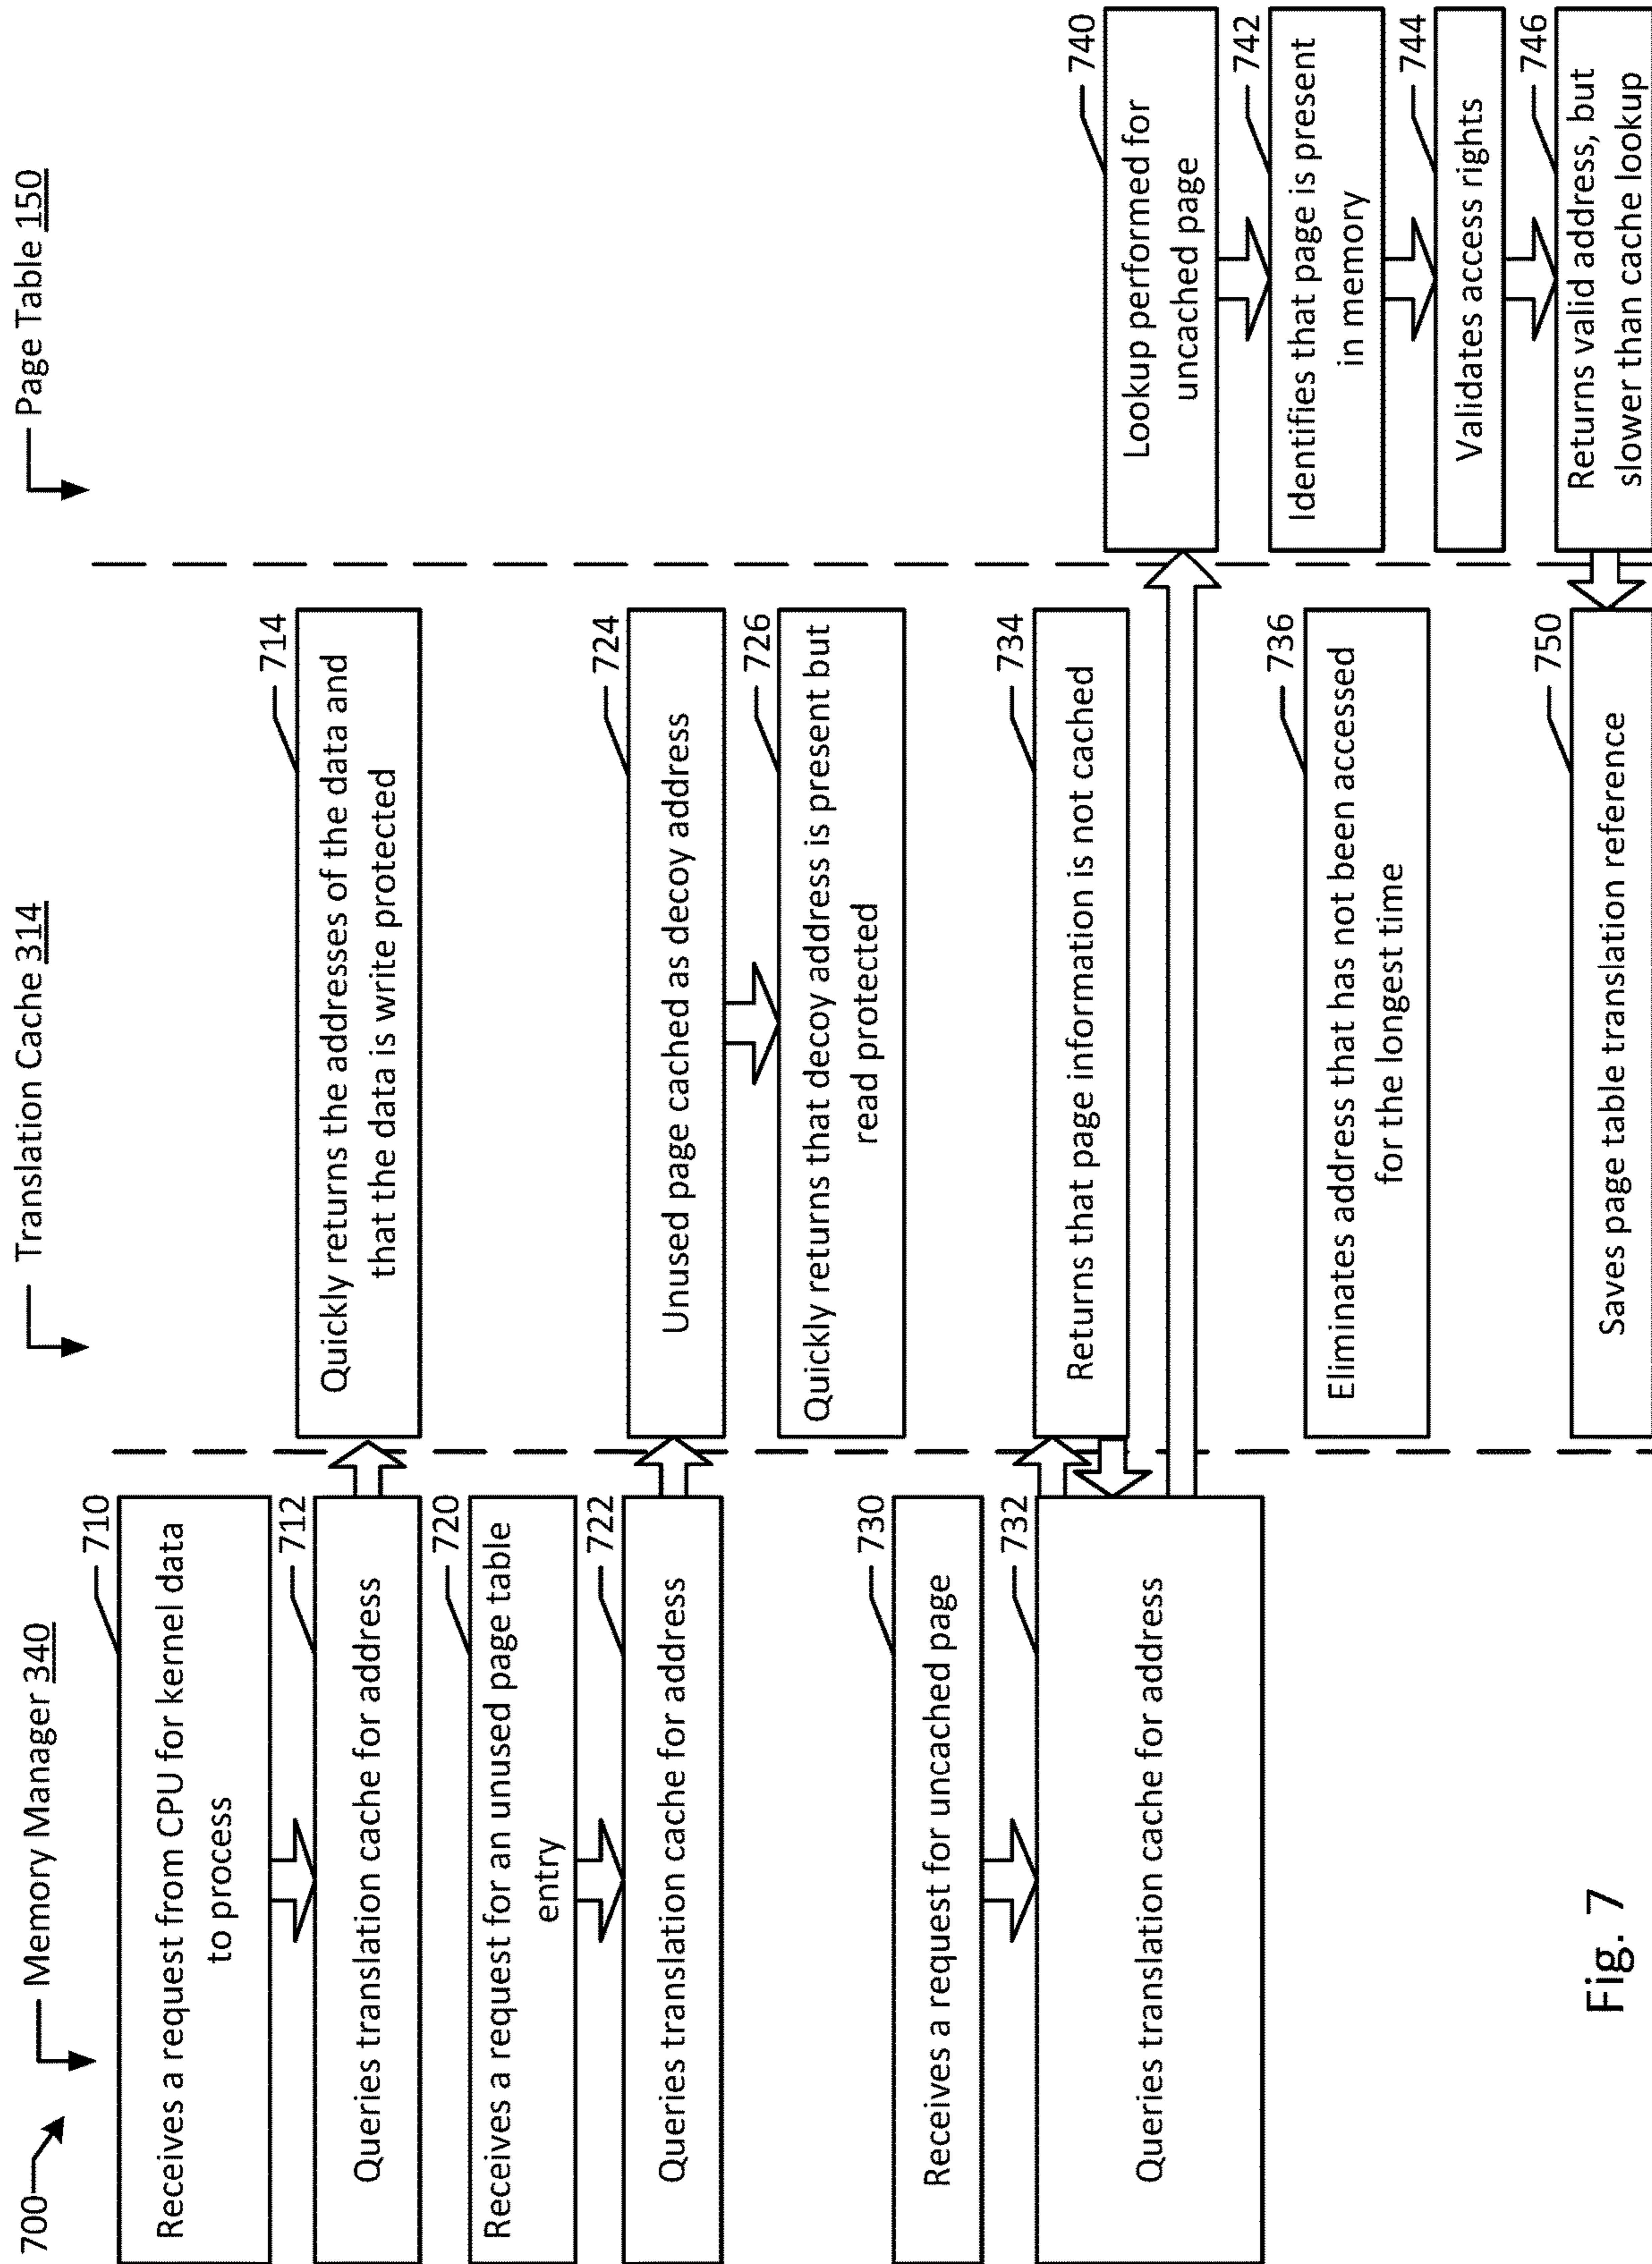 700
Memory Manager 340
Translation Cache 314
Page Table 150
710
Receives a request from CPU for kernel data
to process
712
Queries translation cache for address
714
Quickly returns the addresses of the data and
that the data is write protected
720
Receives a request for an unused page table
entry
722
Queries translation cache for address
724
Unused page cached as decoy address
726
Quickly returns that decoy address is present but
read protected
730
Receives a request for uncached page
732
Queries translation cache for address
734
Returns that page information is not cached
740
Lookup performed for
uncached page
742
Identifies that page is present
in memory
736
Eliminates address that has not been accessed
for the longest time
744
Validates access rights
746
Returns valid address, but
slower than cache lookup
750
Saves page table translation reference
Fig. 7